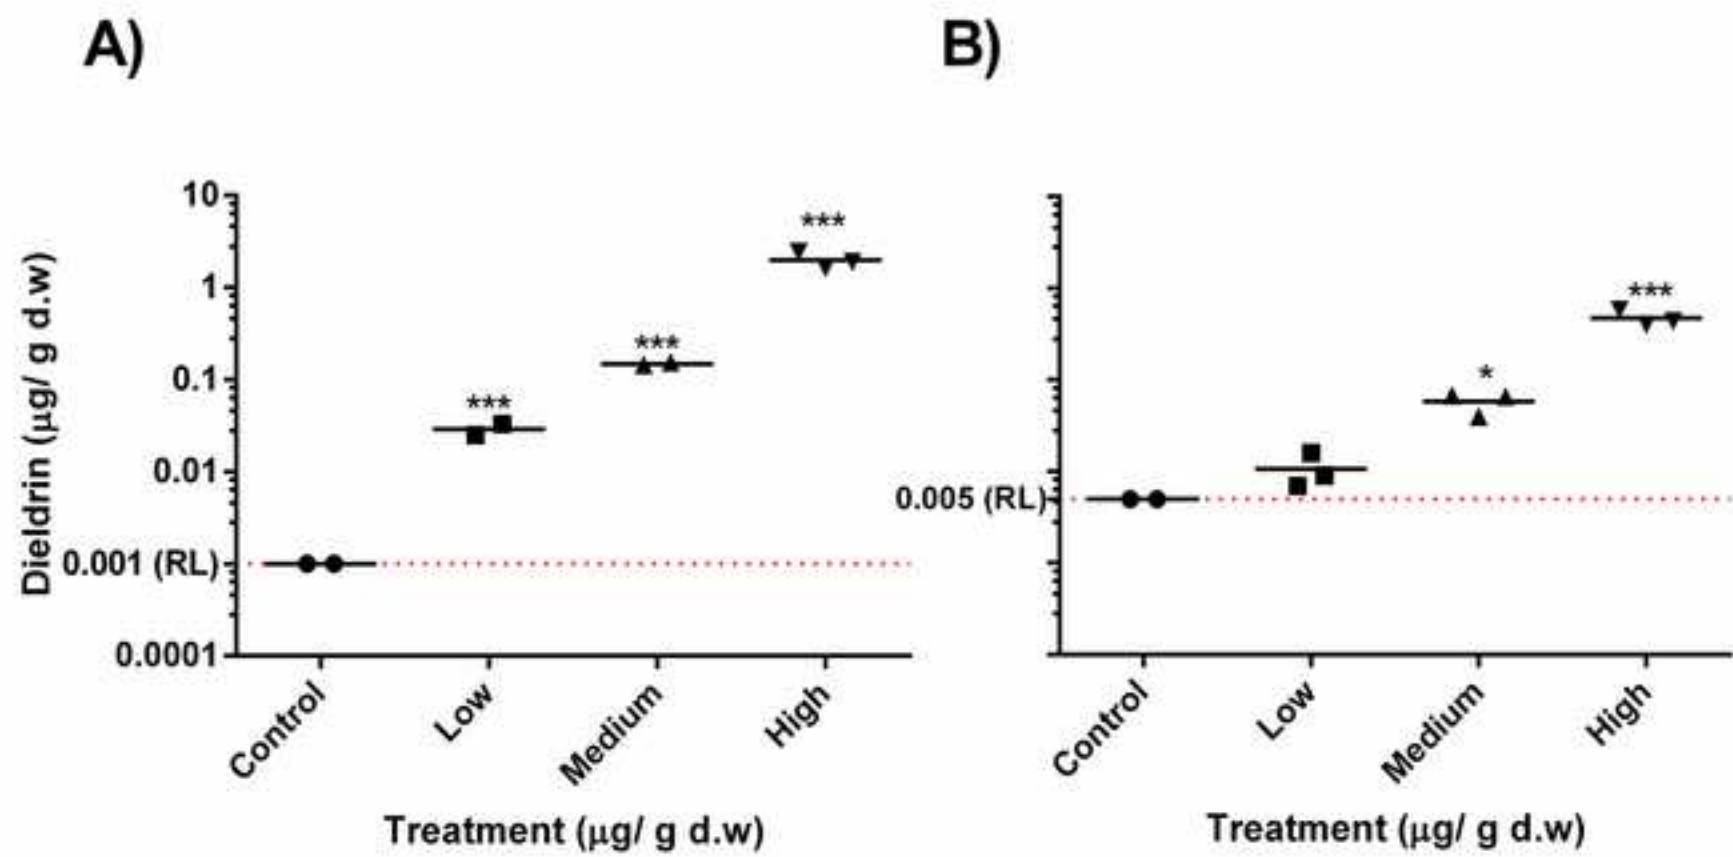 A)
B)
Dieldrin (μg/ g d.w)
10
1
0.1
0.01
0.001 (RL)
0.0001
***
***
***
Control
Low
Medium
High
Treatment (μg/ g d.w)
0.005 (RL)
*
***
Control
Low
Medium
High
Treatment (μg/ g d.w)